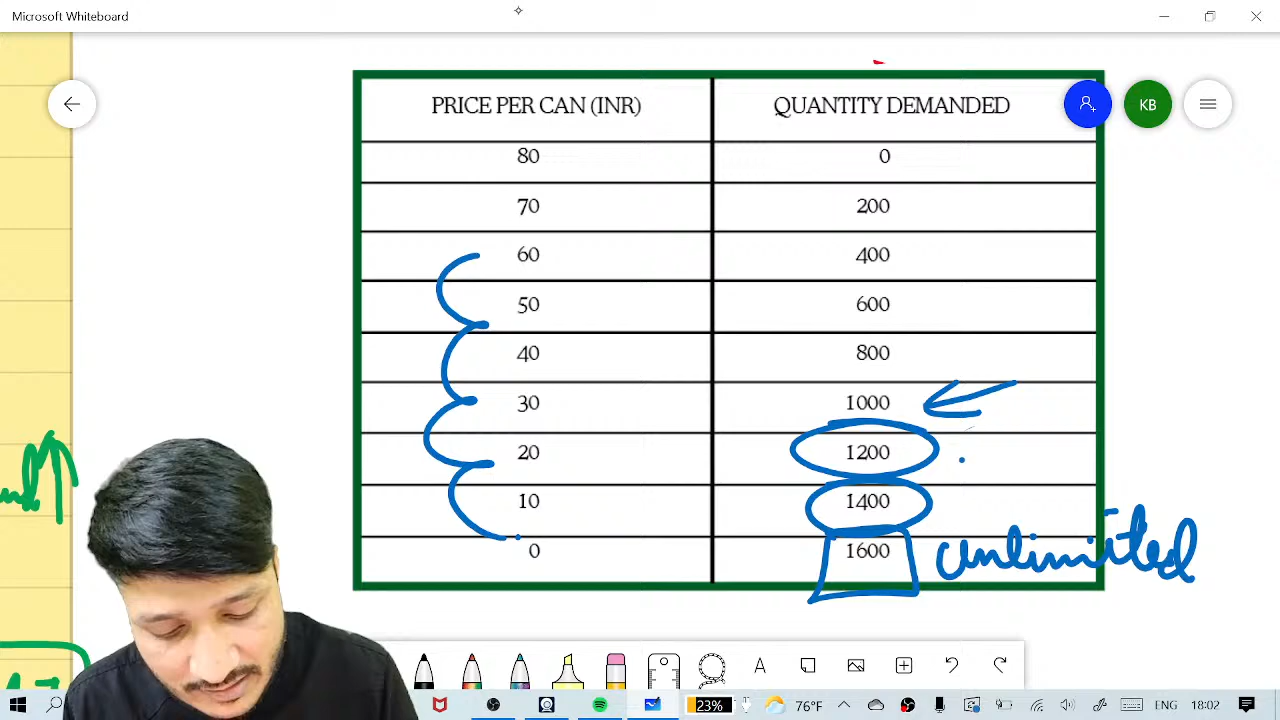 Microsoft Whiteboard
KB
PRICE PER CAN (INR) QUANTITY DEMANDED
80 0
70 200
60 400
50 600
40 800
30 1000
20 1200
10 1400
0 1600
unlimited
A
23% 76°F ENG 18:02